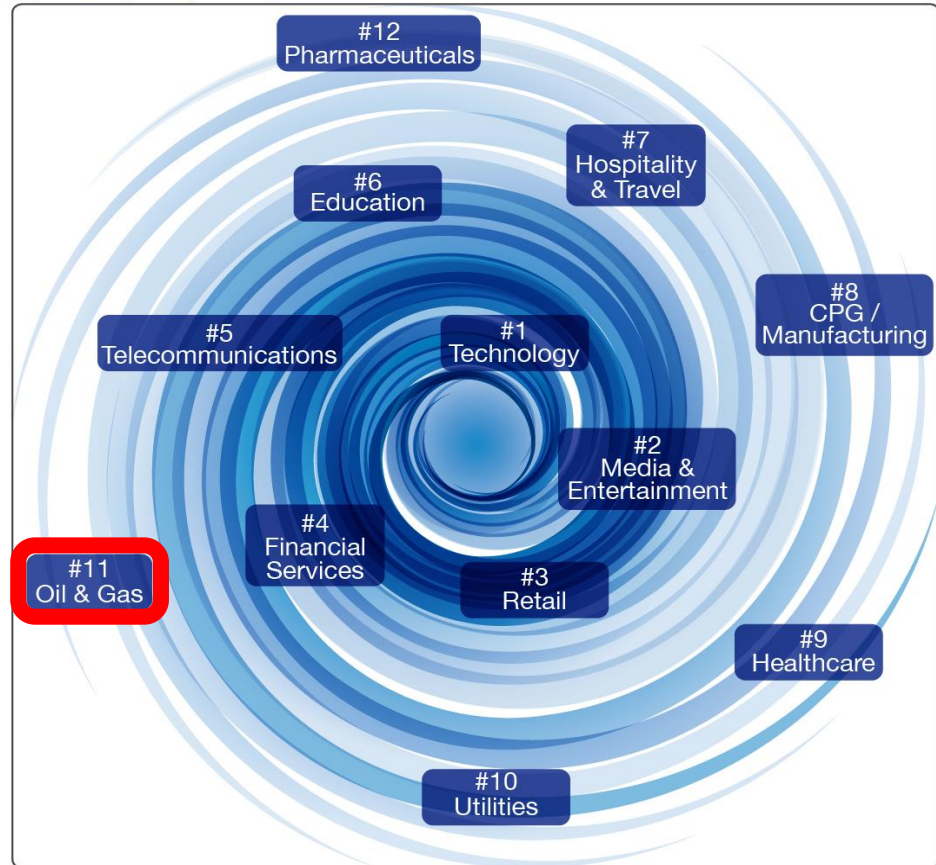 #12
Pharmaceuticals
#7
Hospitality
& Travel
#6
Education
#8
CPG /
Manufacturing
#5
Telecommunications
#1
Technology
#2
Media &
Entertainment
#4
Financial
Services
#11
Oil & Gas
#3
Retail
#9
Healthcare
#10
Utilities